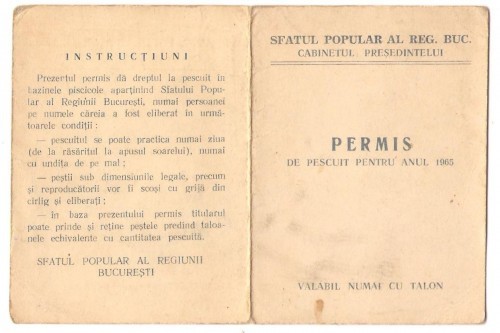 INSTRUCȚIUNI
Prezentul permis dă dreptul la pescuit în
bazinele piscicole aparținînd Sfatului Popu-
lar al Regiunii București, numai persoanei
pe numele căreia a fost eliberat în urmă-
toarele condiții :
— pescuitul se poate practica numai ziua
(de la răsăritul la apusul soarelui), numai
cu undița de pe mal ;
— peștii sub dimensiunile legale, precum
și reproducătorii vor fi scoși cu grijă din
cîrlig și eliberați ;
— în baza prezentului permis titularul
poate prinde și reține peștele predînd taloa-
nele echivalente cu cantitatea pescuită.
SFATUL POPULAR AL REGIUNII
BUCUREȘTI
SFATUL POPULAR AL REG. BUC.
CABINETUL PREȘEDINTELUI
PERMIS
DE PESCUIT PENTRU ANUL 1965
VALABIL NUMAI CU TALON